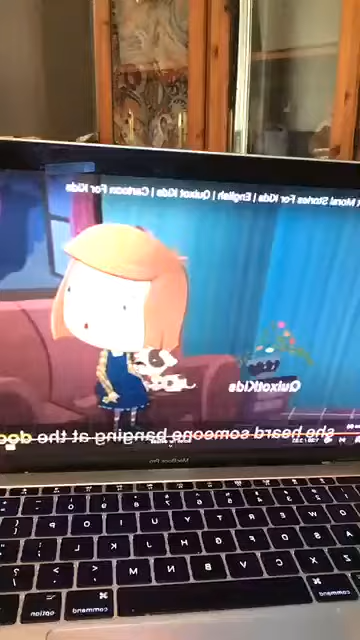 t Moral Stories For Kids | English | Quixot Kids | Cartoon For Kids
QuixotKids
she heard someone banging at the doo
MacBook Pro
Q W E R T Y U I O P
A S D F G H J K L
Z X C V B N M
command
command
option